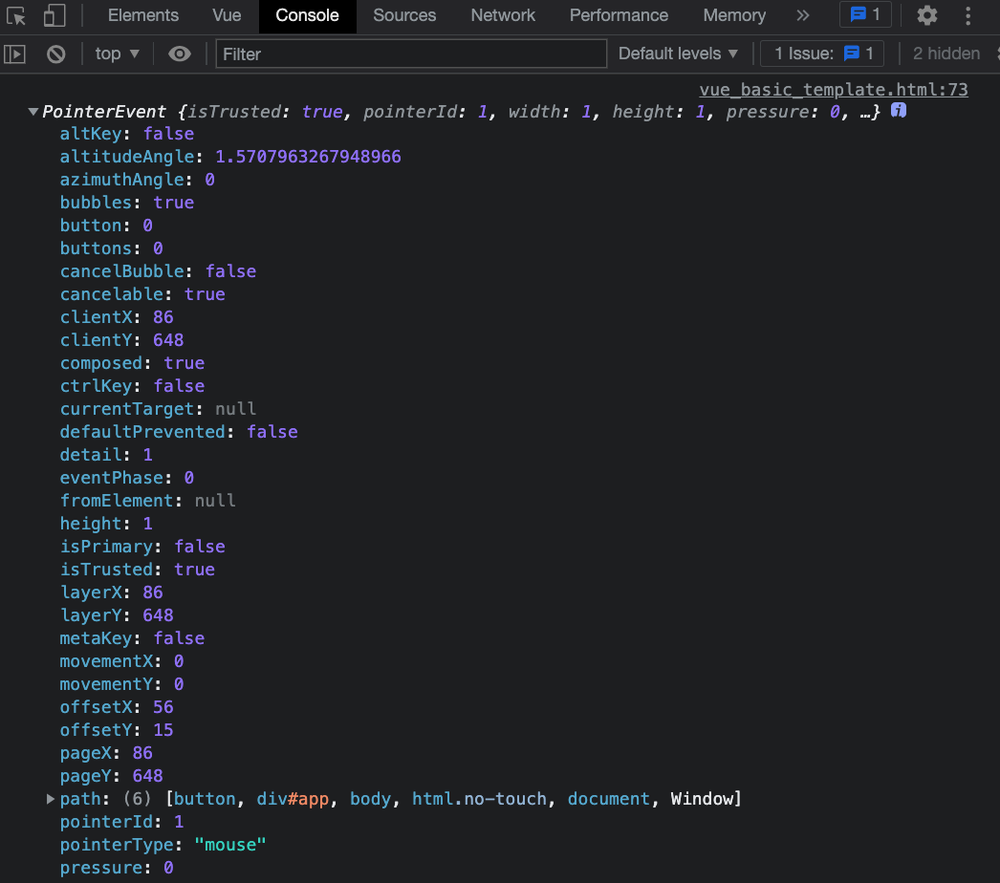 Elements Vue Console Sources Network Performance Memory » 1
top ▼ Filter Default levels ▼ 1 Issue: 1 2 hidden
vue_basic_template.html:73
▼PointerEvent {isTrusted: true, pointerId: 1, width: 1, height: 1, pressure: 0, …} i
altKey: false
altitudeAngle: 1.5707963267948966
azimuthAngle: 0
bubbles: true
button: 0
buttons: 0
cancelBubble: false
cancelable: true
clientX: 86
clientY: 648
composed: true
ctrlKey: false
currentTarget: null
defaultPrevented: false
detail: 1
eventPhase: 0
fromElement: null
height: 1
isPrimary: false
isTrusted: true
layerX: 86
layerY: 648
metaKey: false
movementX: 0
movementY: 0
offsetX: 56
offsetY: 15
pageX: 86
pageY: 648
▶path: (6) [button, div#app, body, html.no-touch, document, Window]
pointerId: 1
pointerType: "mouse"
pressure: 0